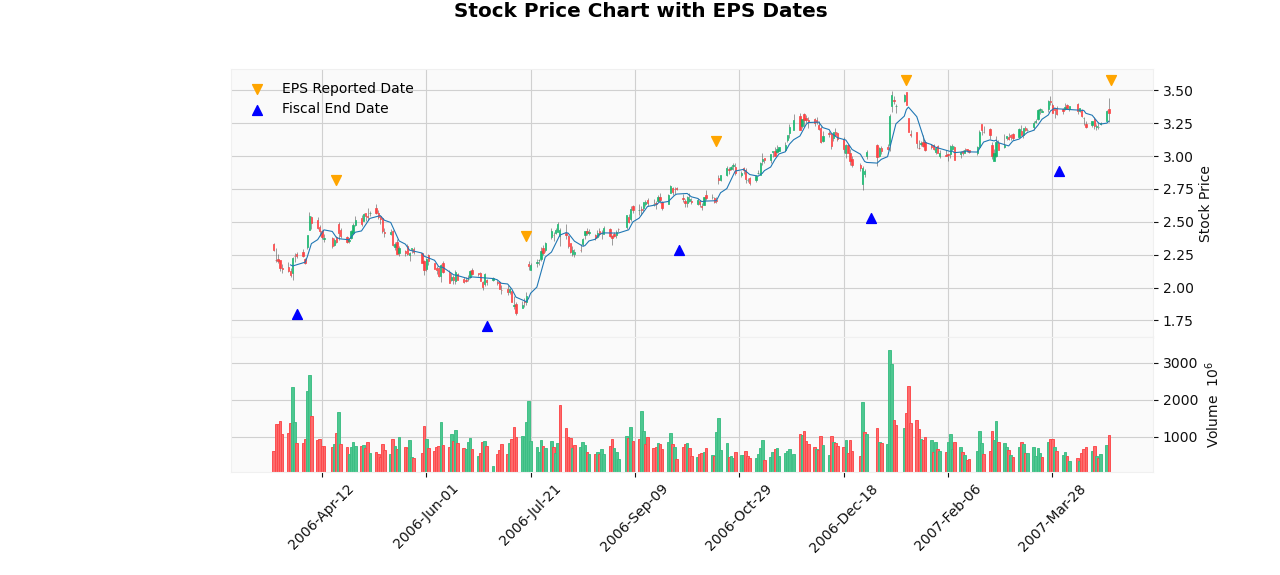 Stock Price Chart with EPS Dates
EPS Reported Date
Fiscal End Date
3.50
3.25
3.00
2.75
2.50
2.25
2.00
1.75
Stock Price
3000
2000
1000
Volume 10⁶
2006-Apr-12
2006-Jun-01
2006-Jul-21
2006-Sep-09
2006-Oct-29
2006-Dec-18
2007-Feb-06
2007-Mar-28